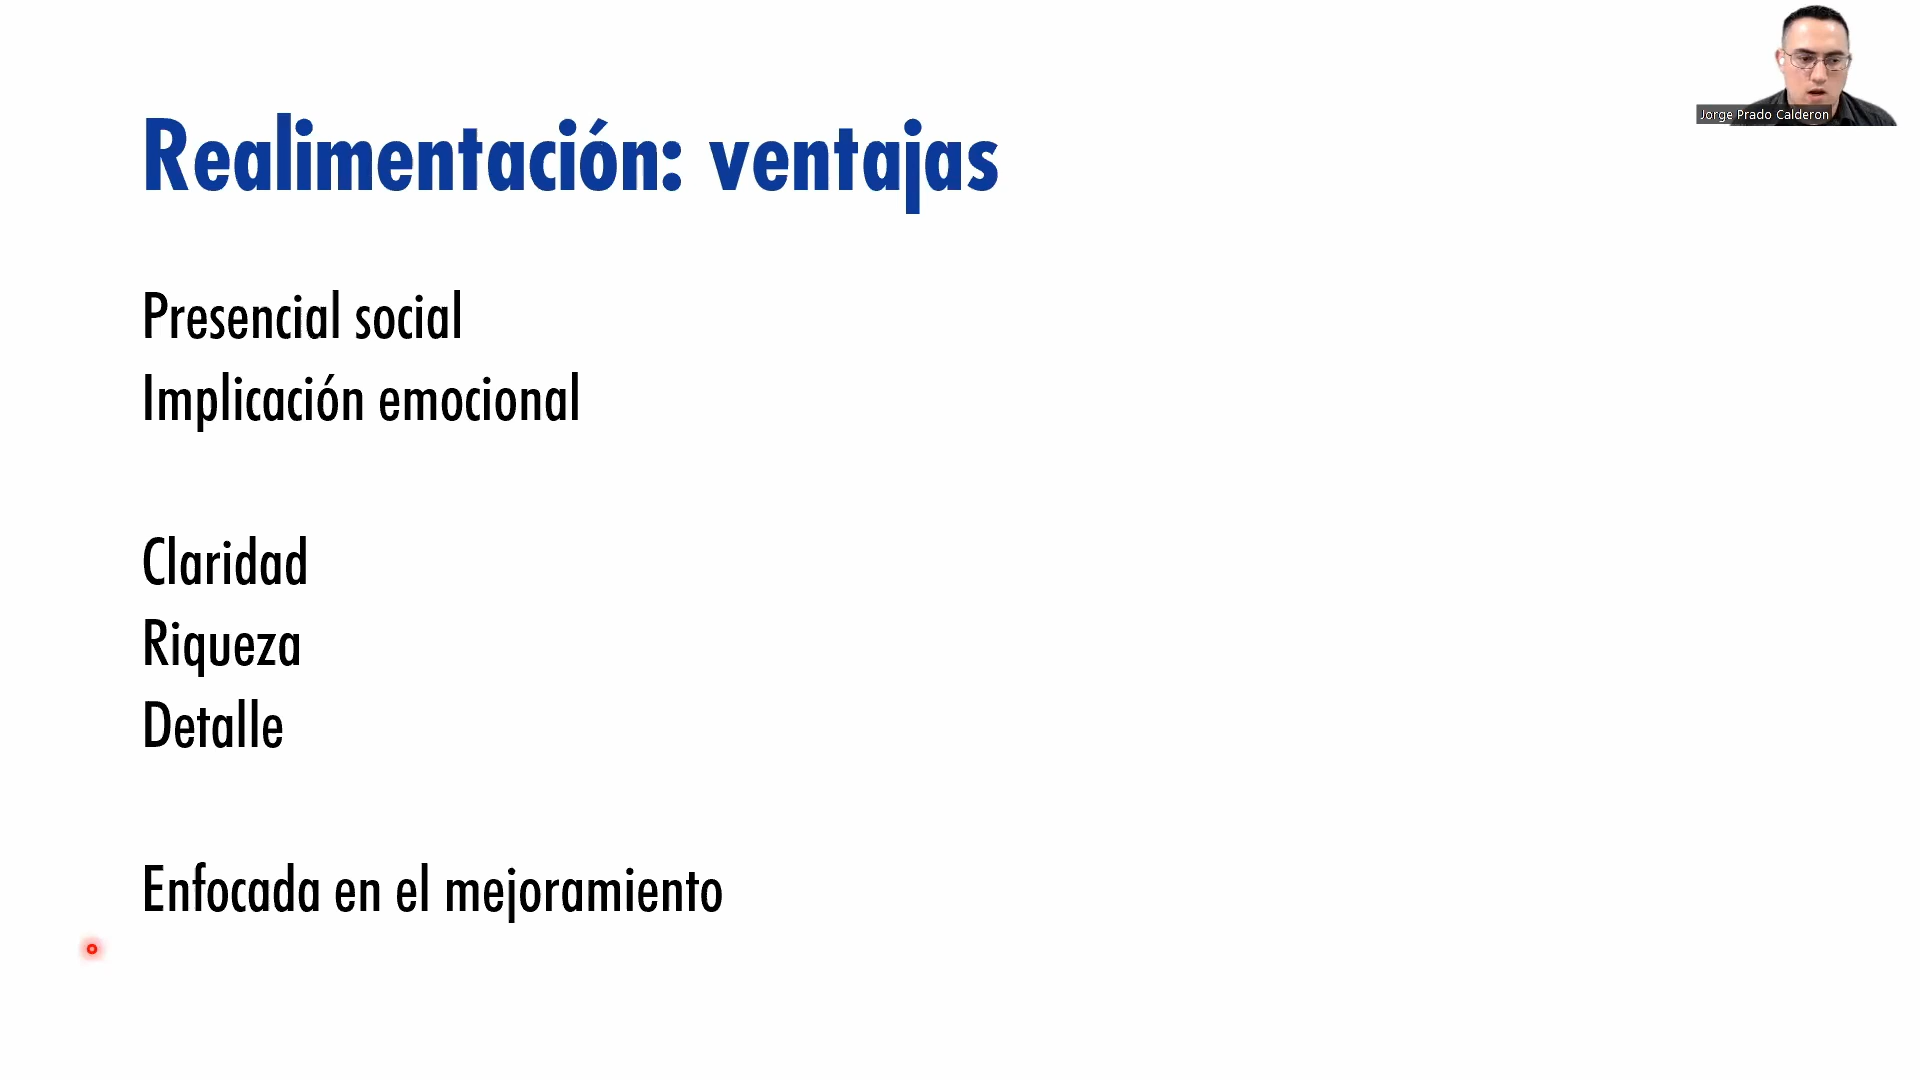 Jorge Prado Calderon
Realimentación: ventajas
Presencial social
Implicación emocional
Claridad
Riqueza
Detalle
Enfocada en el mejoramiento